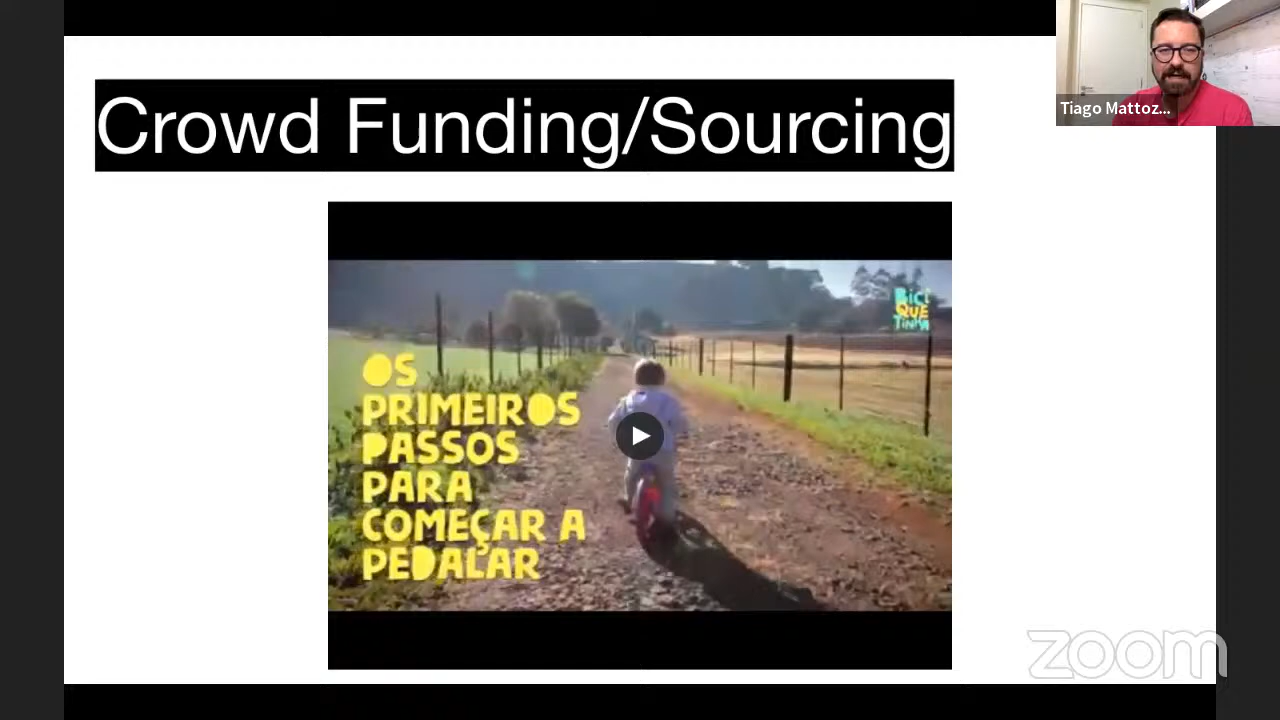 Crowd Funding/Sourcing
Tiago Mattoz...
BiCi
QUE
TiNHA
OS
PRIMEIROS
PASSOS
PARA
COMEÇAR A
PEDALAR
zoom